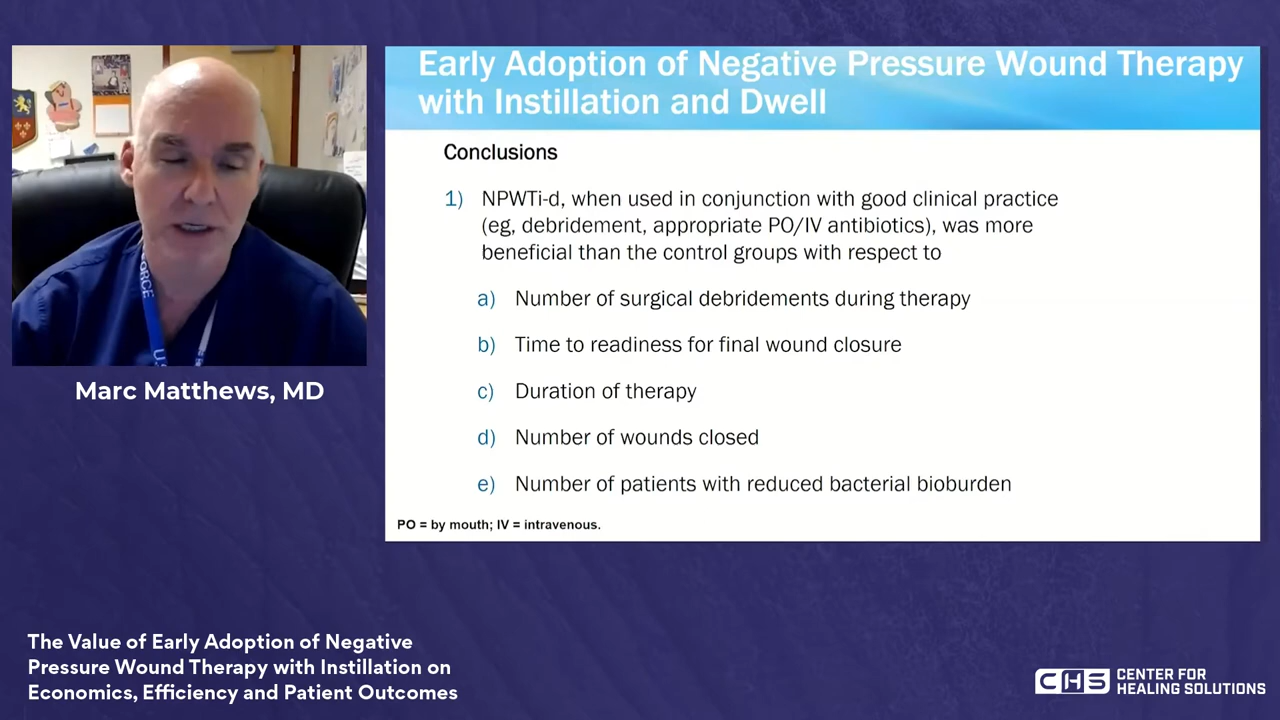 Early Adoption of Negative Pressure Wound Therapy
with Instillation and Dwell
Conclusions
1) NPWTi-d, when used in conjunction with good clinical practice
(eg, debridement, appropriate PO/IV antibiotics), was more
beneficial than the control groups with respect to
a) Number of surgical debridements during therapy
b) Time to readiness for final wound closure
c) Duration of therapy
d) Number of wounds closed
e) Number of patients with reduced bacterial bioburden
PO = by mouth; IV = intravenous.
Marc Matthews, MD
The Value of Early Adoption of Negative
Pressure Wound Therapy with Instillation on
Economics, Efficiency and Patient Outcomes
CHS CENTER FOR
HEALING SOLUTIONS